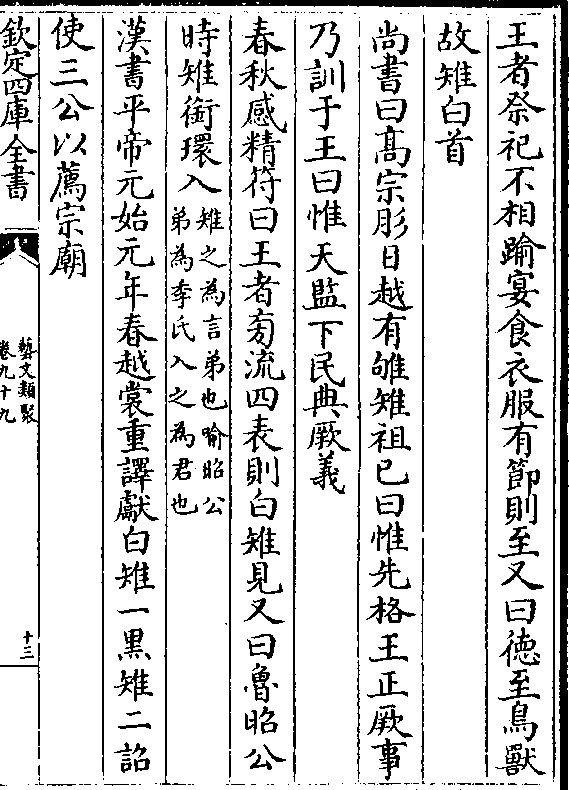 王者祭祀不相踰宴食衣服有節則至又曰德至鳥獸
故雉白首
尚書曰髙宗肜日越有雊雉祖己曰惟先格王正厥事
乃訓于王曰惟天監下民典厥義
春秋感精符曰王者旁流四表則白雉見又曰魯昭公
時雉銜環入雉之為言弟也喻昭公
弟為季氏入之為君也
漢書平帝元始元年春越裳重譯獻白雉一黒雉二詔
使三公以薦宗廟
欽定四庫全書
藝文類聚
卷九十九
十三